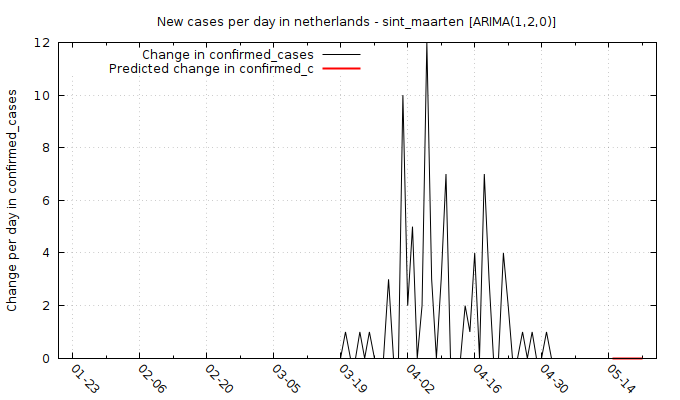 New cases per day in netherlands - sint_maarten [ARIMA(1,2,0)]
Change in confirmed_cases
Predicted change in confirmed_c
Change per day in confirmed_cases
12
10
8
6
4
2
0
01-23 02-06 02-20 03-05 03-19 04-02 04-16 04-30 05-14